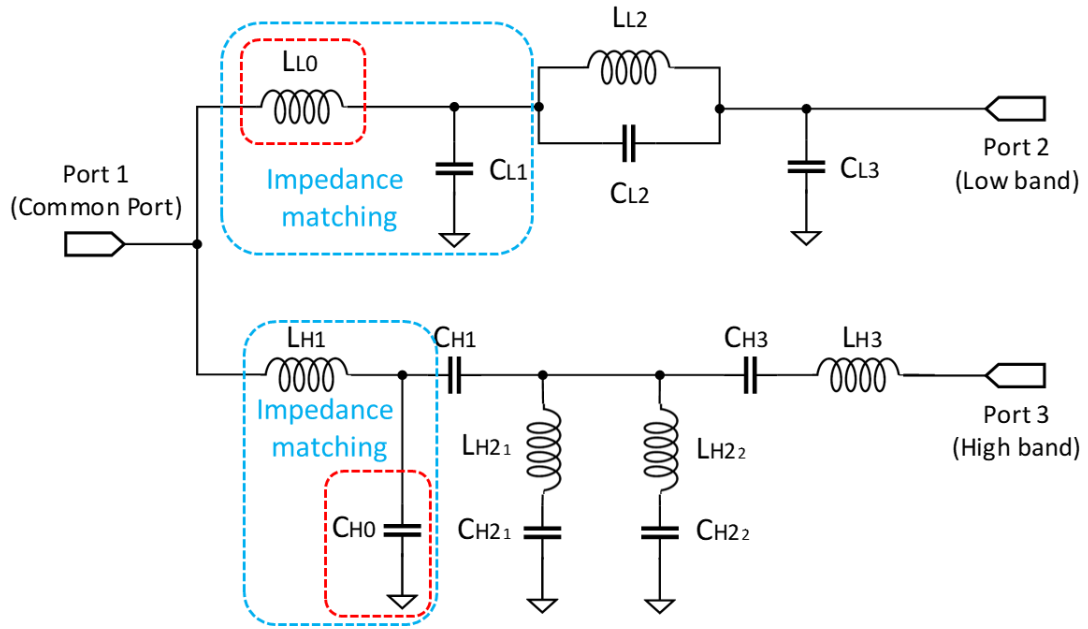 LL2
LL0
CL1
Impedance
matching
CL2
CL3
Port 2
(Low band)
Port 1
(Common Port)
LH1
CH1
CH3
LH3
Impedance
matching
LH21
LH22
Port 3
(High band)
CH0
CH21
CH22